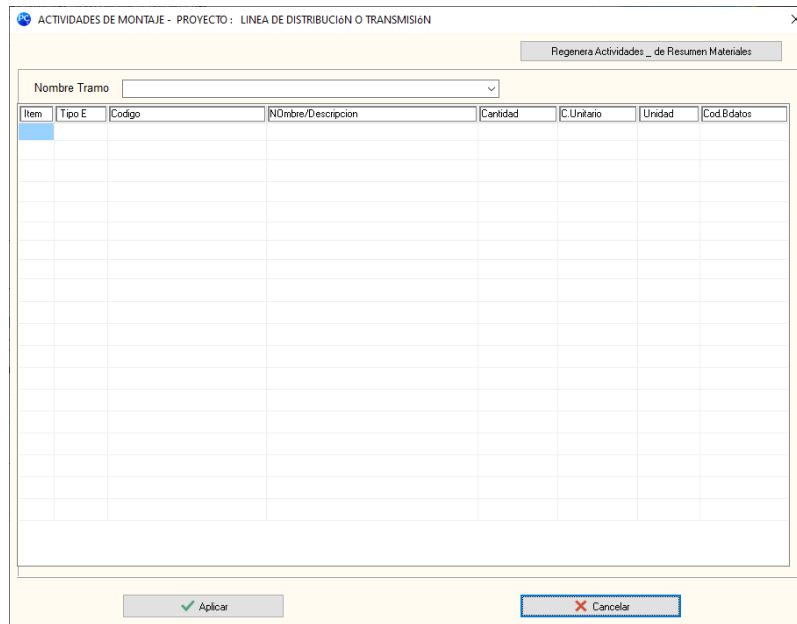 PC ACTIVIDADES DE MONTAJE - PROYECTO : LINEA DE DISTRIBUCIóN O TRANSMISIóN
Regenera Actividades _ de Resumen Materiales
Nombre Tramo
Item Tipo E Codigo NOmbre/Descripcion Cantidad C.Unitario Unidad Cod.Bdatos
Aplicar Cancelar